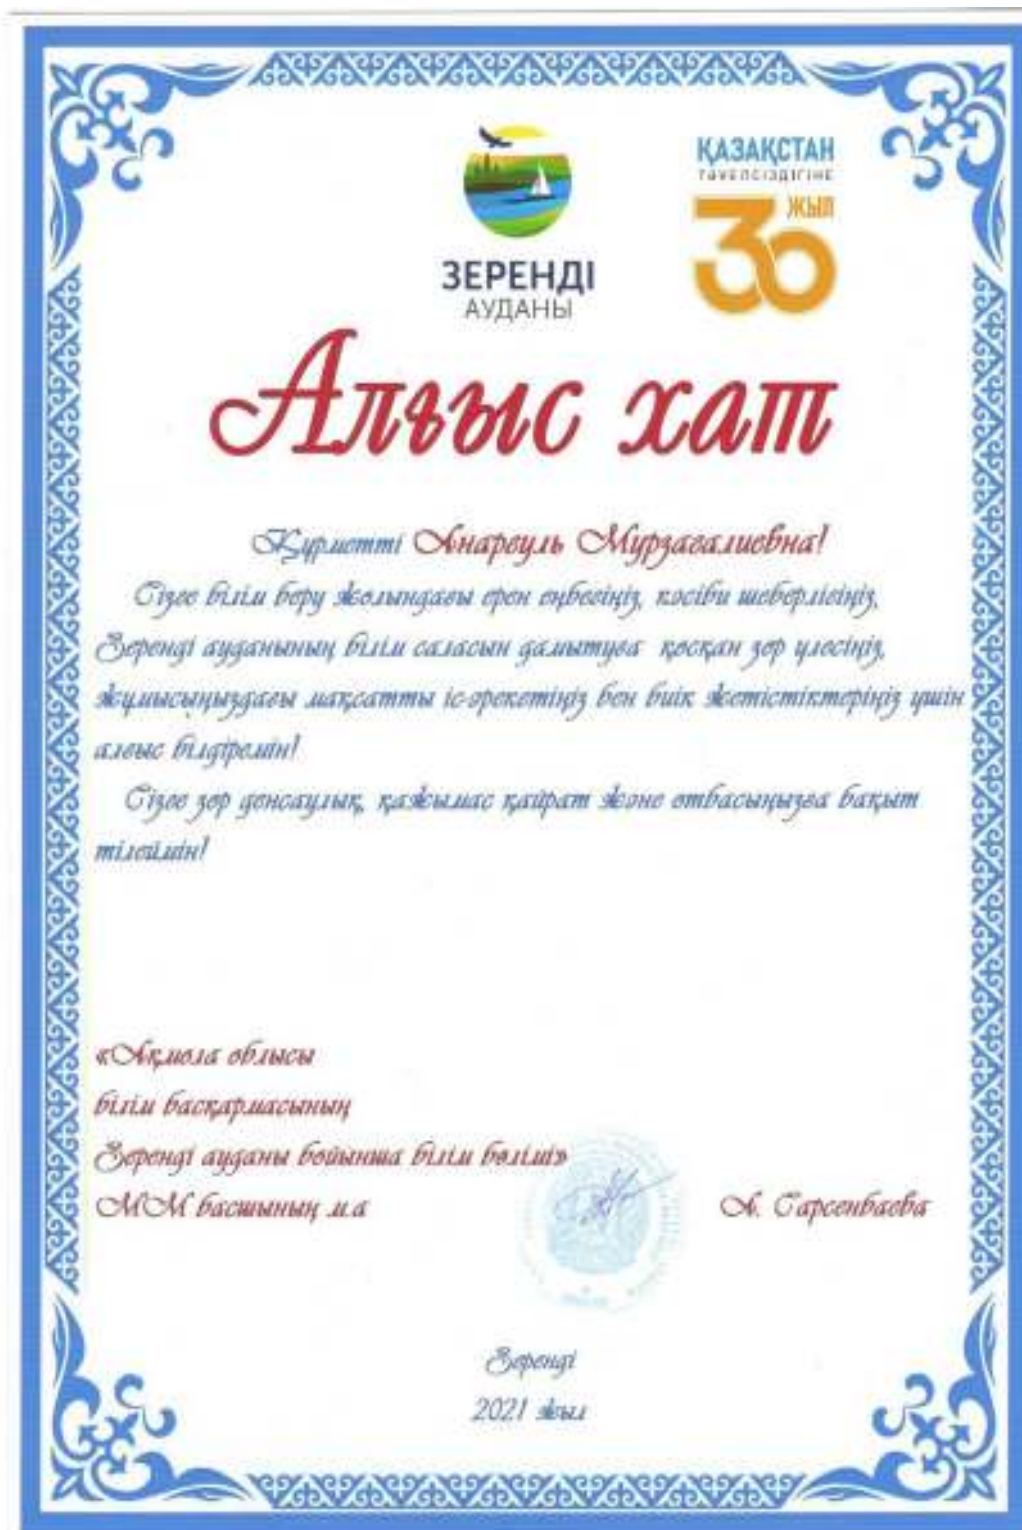 ЗЕРЕНДІ
АУДАНЫ
ҚАЗАҚСТАН
ТӘУЕЛСІЗДІГІНЕ
30 ЖЫЛ
Алғыс хат
Құрметті Анаргуль Мурзагалиевна!
Сізге білім беру жолындағы ерен еңбегіңіз, кәсіби шеберлігіңіз,
Зеренді ауданының білім саласын дамытуға қосқан зор үлесіңіз,
жұмысыңыздағы мақсатты іс-әрекетіңіз бен биік жетістіктеріңіз үшін
алғыс білдіремін!
Сізге зор денсаулық, қажымас қайрат және отбасыңызға бақыт
тілеймін!
«Ақмола облысы
білім басқармасының
Зеренді ауданы бойынша білім бөлімі»
ММ басшының м.а
А. Сарсенбаева
Зеренді
2021 жыл